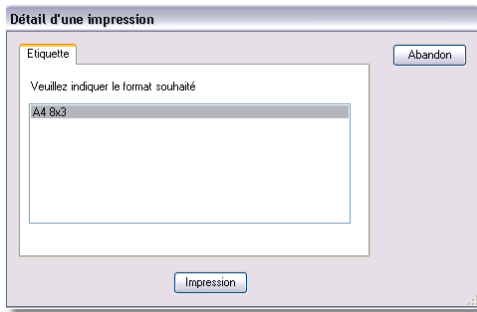 Détail d'une impression
Etiquette
Abandon
Veuillez indiquer le format souhaité
A4 8x3
Impression